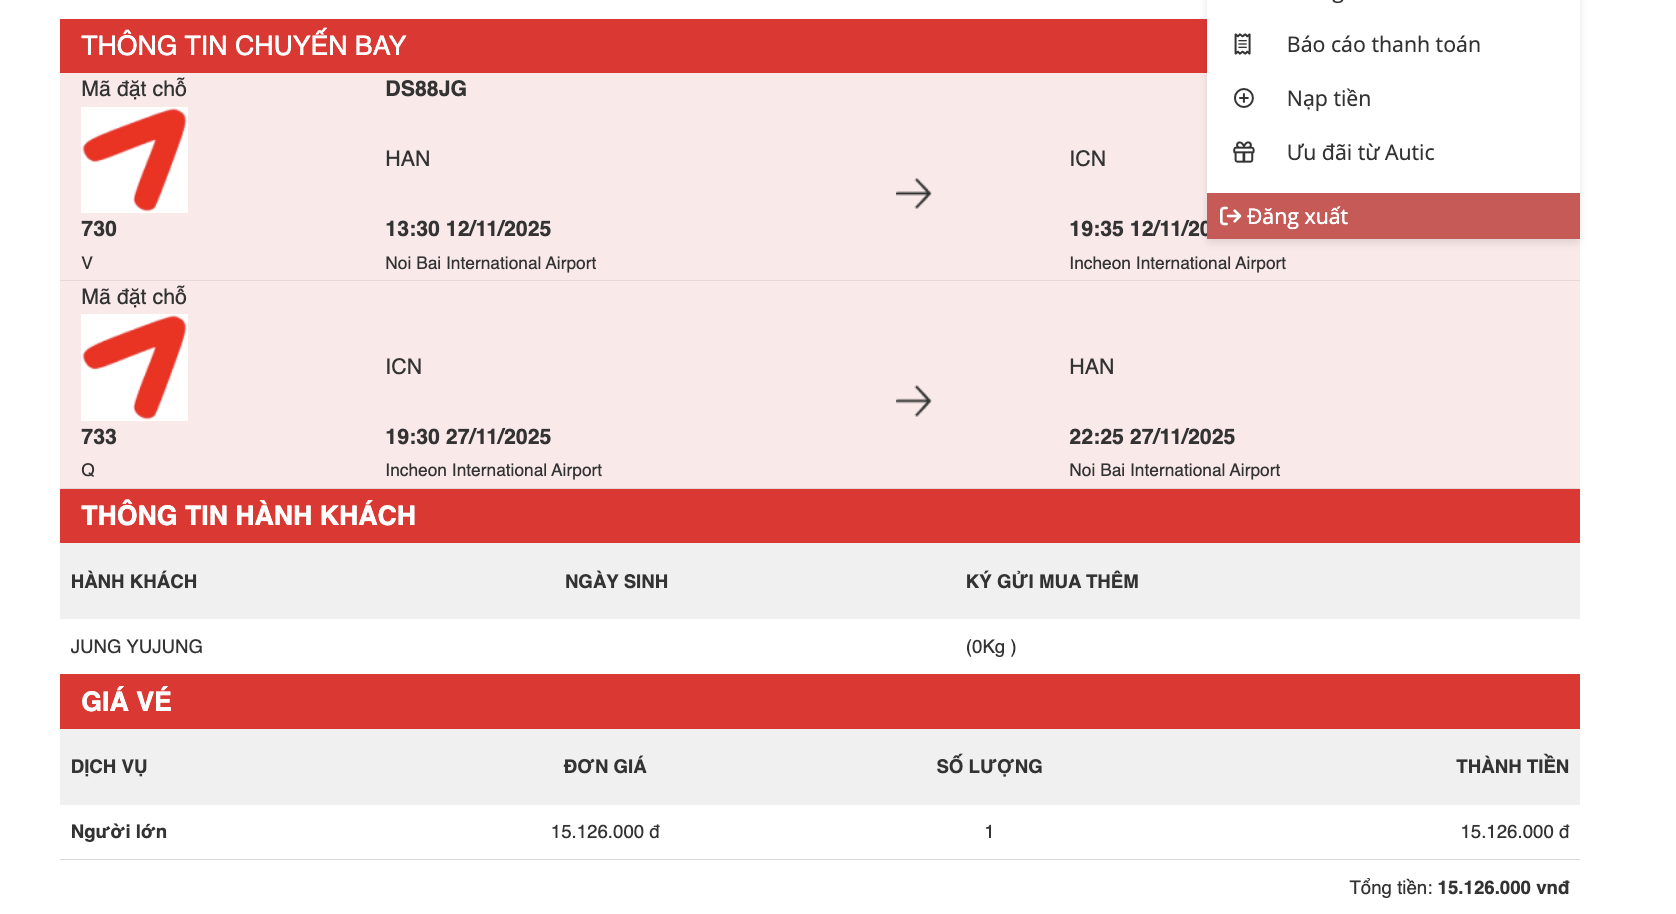 THÔNG TIN CHUYẾN BAY
Báo cáo thanh toán
Nạp tiền
Ưu đãi từ Autic
Đăng xuất
Mã đặt chỗ
DS88JG
HAN
ICN
730
13:30 12/11/2025
19:35 12/11/20
V
Noi Bai International Airport
Incheon International Airport
Mã đặt chỗ
ICN
HAN
733
19:30 27/11/2025
22:25 27/11/2025
Q
Incheon International Airport
Noi Bai International Airport
THÔNG TIN HÀNH KHÁCH
HÀNH KHÁCH NGÀY SINH KÝ GỬI MUA THÊM
JUNG YUJUNG (0Kg )
GIÁ VÉ
DỊCH VỤ ĐƠN GIÁ SỐ LƯỢNG THÀNH TIỀN
Người lớn 15.126.000 đ 1 15.126.000 đ
Tổng tiền: 15.126.000 vnđ